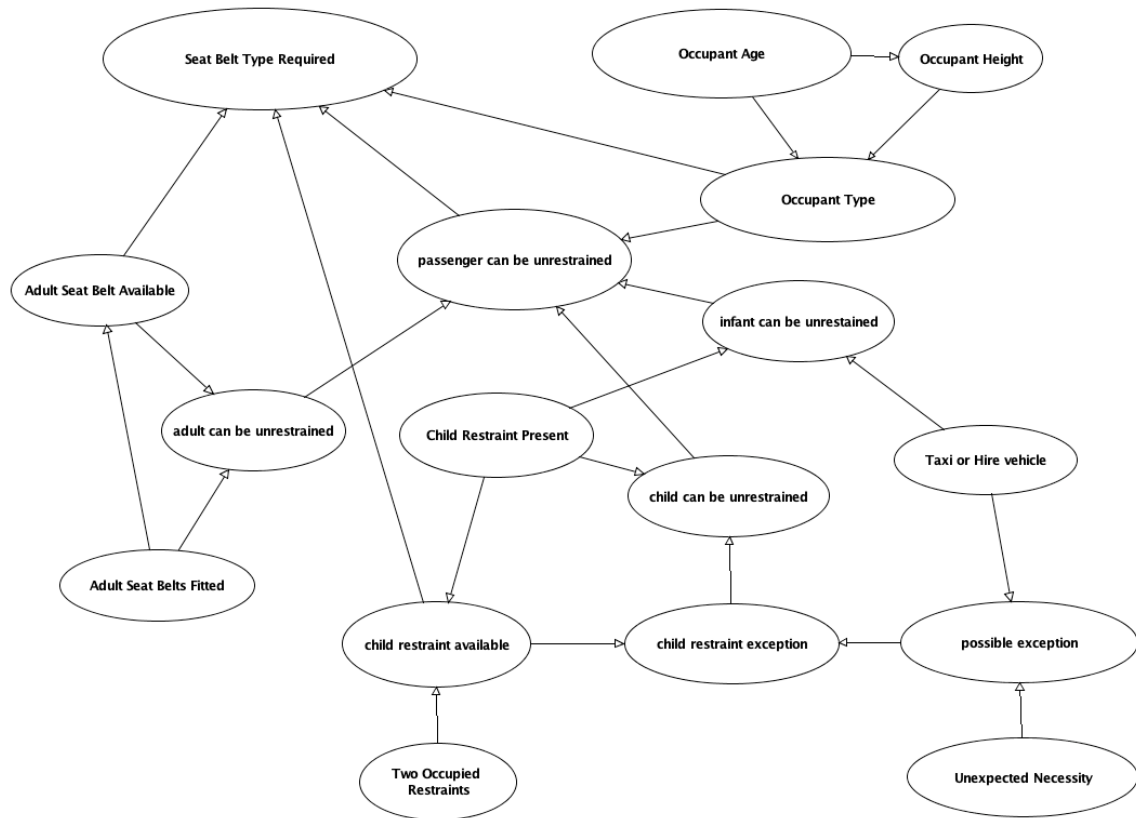 Seat Belt Type Required
Occupant Age
Occupant Height
Occupant Type
passenger can be unrestrained
Adult Seat Belt Available
infant can be unrestained
adult can be unrestrained
Child Restraint Present
Taxi or Hire vehicle
child can be unrestrained
Adult Seat Belts Fitted
child restraint available
child restraint exception
possible exception
Two Occupied
Restraints
Unexpected Necessity